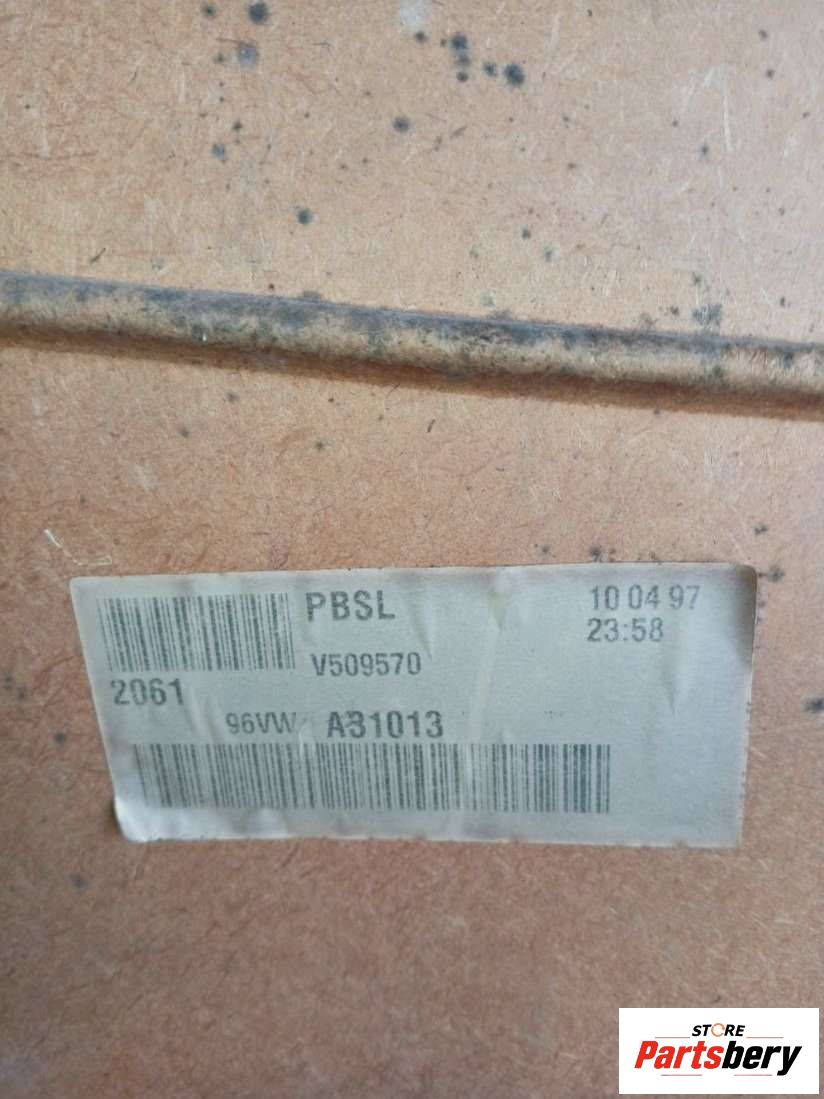 PBSL
10 04 97
23:58
V509570
2061
96VW A31013
STORE
Partsbery